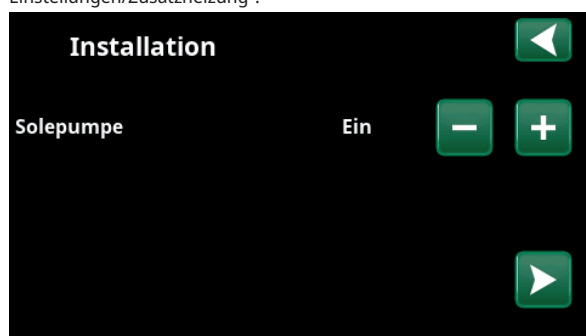 Einstellungen/Zusatzheizung".
Installation
Solepumpe Ein − +